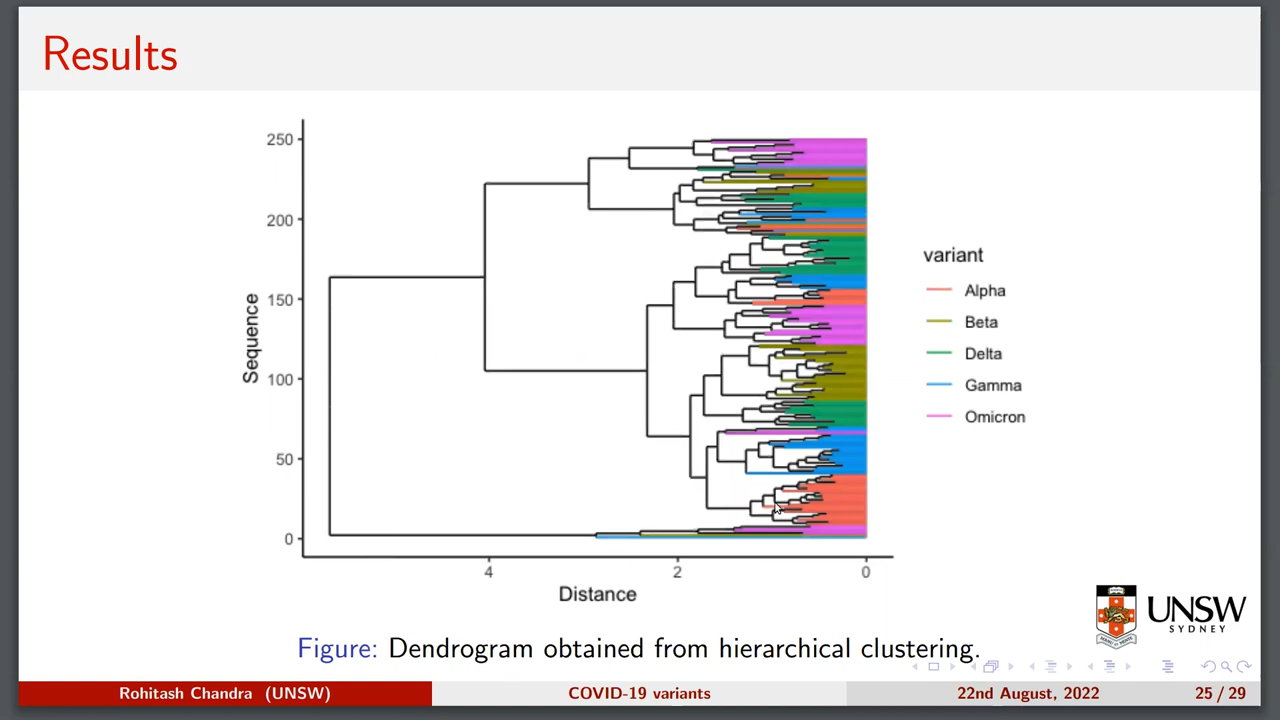 Results
250
200
150
100
50
0
Sequence
4 2 0
Distance
variant
Alpha
Beta
Delta
Gamma
Omicron
UNSW
SYDNEY
Figure: Dendrogram obtained from hierarchical clustering.
Rohitash Chandra (UNSW) COVID-19 variants 22nd August, 2022 25 / 29